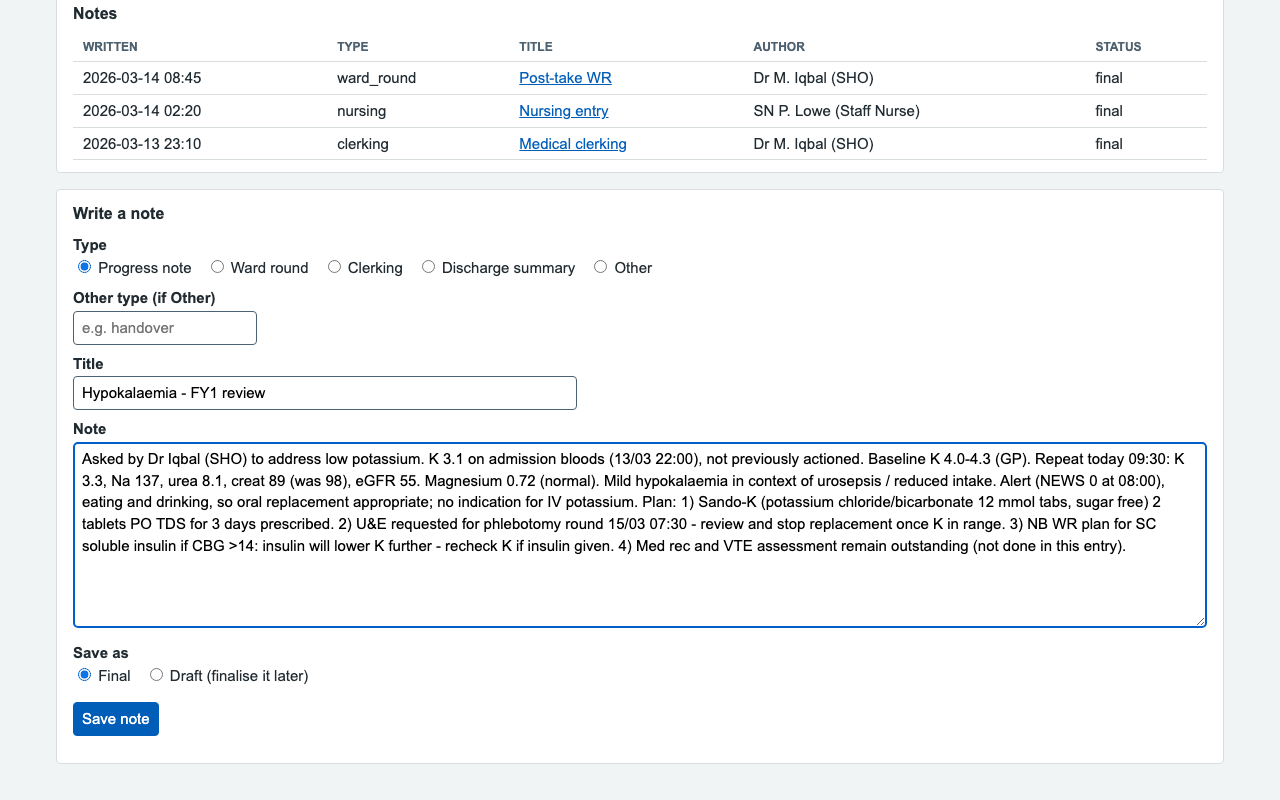 Notes
WRITTEN TYPE TITLE AUTHOR STATUS
2026-03-14 08:45 ward_round Post-take WR Dr M. Iqbal (SHO) final
2026-03-14 02:20 nursing Nursing entry SN P. Lowe (Staff Nurse) final
2026-03-13 23:10 clerking Medical clerking Dr M. Iqbal (SHO) final
Write a note
Type
Progress note Ward round Clerking Discharge summary Other
Other type (if Other)
e.g. handover
Title
Hypokalaemia - FY1 review
Note
Asked by Dr Iqbal (SHO) to address low potassium. K 3.1 on admission bloods (13/03 22:00), not previously actioned. Baseline K 4.0-4.3 (GP). Repeat today 09:30: K
3.3, Na 137, urea 8.1, creat 89 (was 98), eGFR 55. Magnesium 0.72 (normal). Mild hypokalaemia in context of urosepsis / reduced intake. Alert (NEWS 0 at 08:00),
eating and drinking, so oral replacement appropriate; no indication for IV potassium. Plan: 1) Sando-K (potassium chloride/bicarbonate 12 mmol tabs, sugar free) 2
tablets PO TDS for 3 days prescribed. 2) U&E requested for phlebotomy round 15/03 07:30 - review and stop replacement once K in range. 3) NB WR plan for SC
soluble insulin if CBG >14: insulin will lower K further - recheck K if insulin given. 4) Med rec and VTE assessment remain outstanding (not done in this entry).
Save as
Final Draft (finalise it later)
Save note